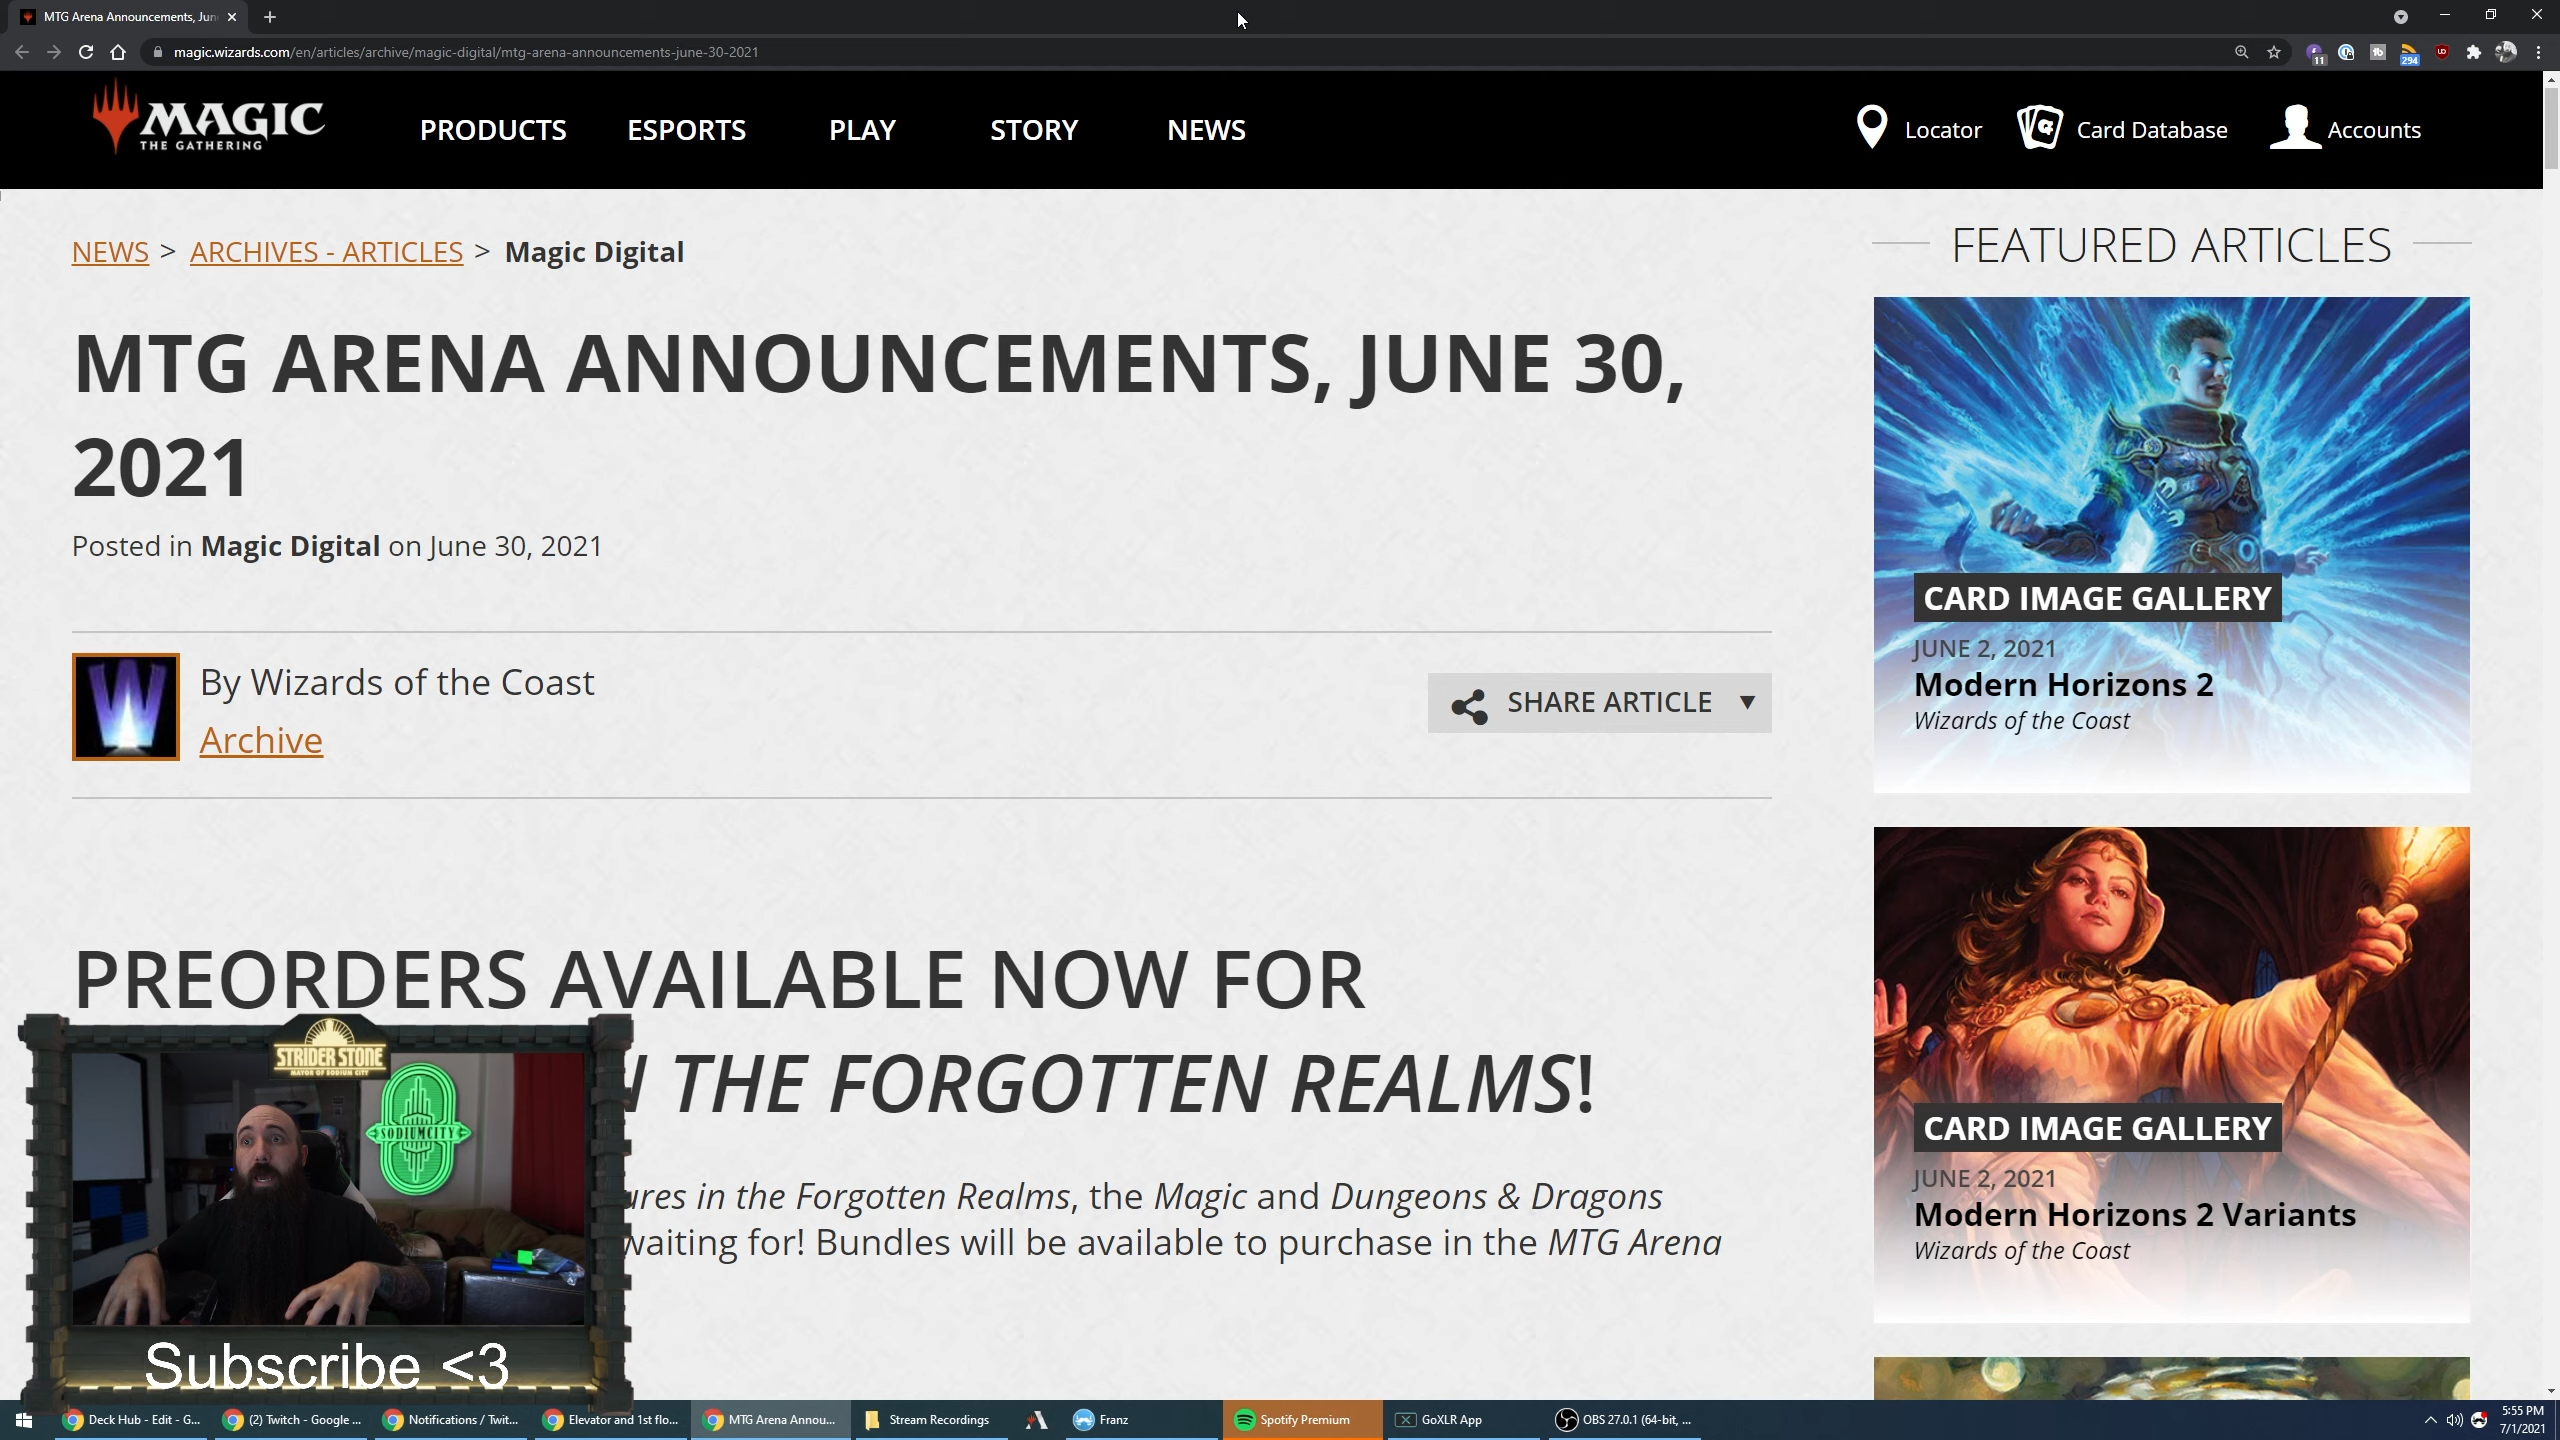 MTG Arena Announcements, Jun
magic.wizards.com/en/articles/archive/magic-digital/mtg-arena-announcements-june-30-2021
11
294
MAGIC
THE GATHERING
PRODUCTS
ESPORTS
PLAY
STORY
NEWS
Locator
Card Database
Accounts
NEWS > ARCHIVES - ARTICLES > Magic Digital
MTG ARENA ANNOUNCEMENTS, JUNE 30,
2021
Posted in Magic Digital on June 30, 2021
W
By Wizards of the Coast
Archive
SHARE ARTICLE
PREORDERS AVAILABLE NOW FOR
THE FORGOTTEN REALMS!
ures in the Forgotten Realms, the Magic and Dungeons & Dragons
waiting for! Bundles will be available to purchase in the MTG Arena
FEATURED ARTICLES
CARD IMAGE GALLERY
JUNE 2, 2021
Modern Horizons 2
Wizards of the Coast
CARD IMAGE GALLERY
JUNE 2, 2021
Modern Horizons 2 Variants
Wizards of the Coast
STRIDER STONE
MAYOR OF SODIUM CITY
SODIUMCITY
Subscribe <3
Deck Hub - Edit - G...
(2) Twitch - Google ...
Notifications / Twit...
Elevator and 1st flo...
MTG Arena Annou...
Stream Recordings
Franz
Spotify Premium
GoXLR App
OBS 27.0.1 (64-bit, ...
5:55 PM
7/1/2021